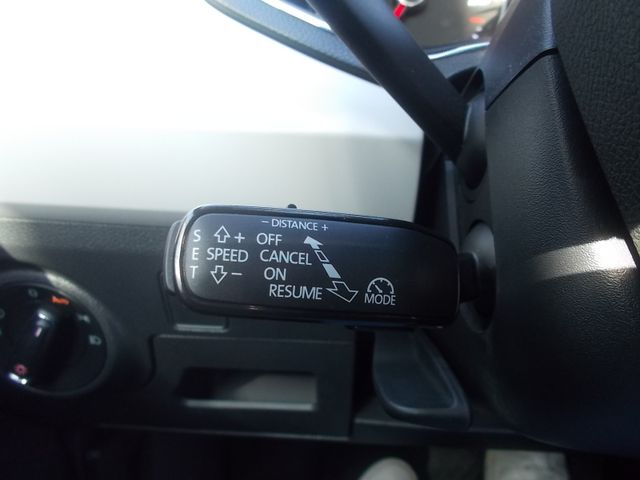 - DISTANCE +
S + OFF
E SPEED CANCEL
T - ON
RESUME
MODE